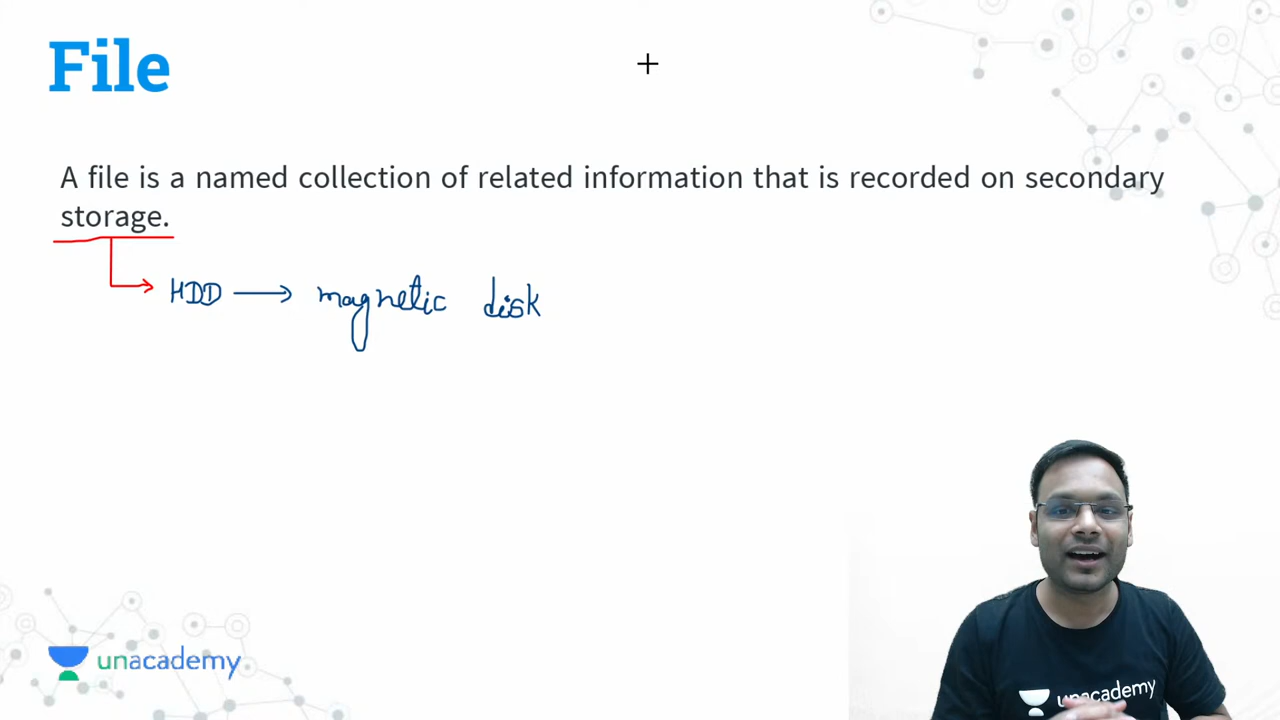 File
A file is a named collection of related information that is recorded on secondary
storage.
HDD → magnetic disk
unacademy
unacademy